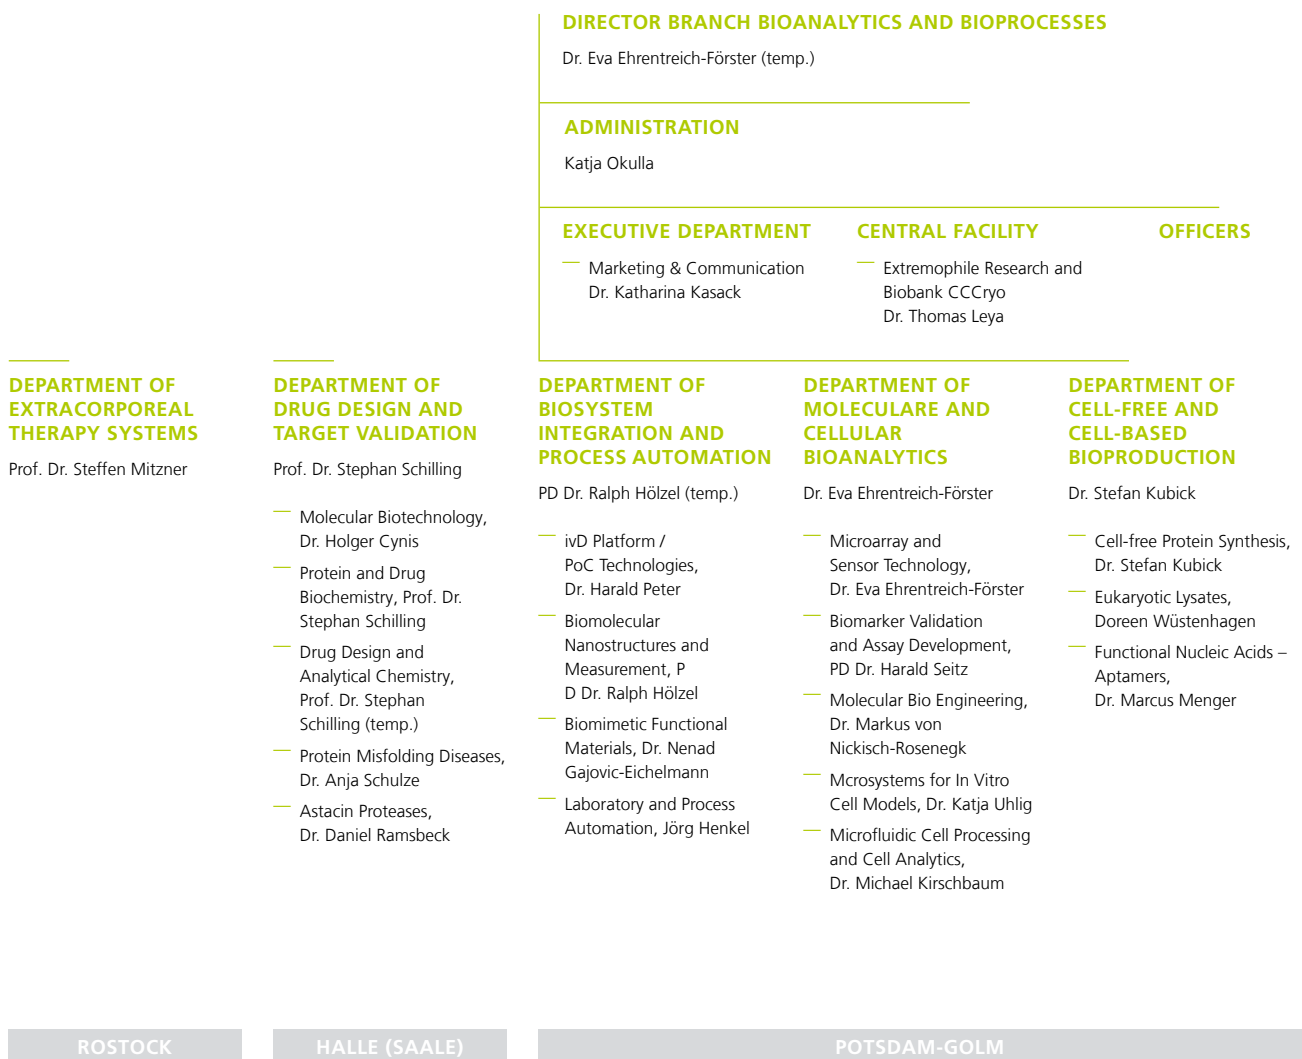 DIRECTOR BRANCH BIOANALYTICS AND BIOPROCESSES
Dr. Eva Ehrentreich-Förster (temp.)
ADMINISTRATION
Katja Okulla
EXECUTIVE DEPARTMENT
— Marketing & Communication
Dr. Katharina Kasack
CENTRAL FACILITY
— Extremophile Research and
Biobank CCCryo
Dr. Thomas Leya
OFFICERS
DEPARTMENT OF
EXTRACORPOREAL
THERAPY SYSTEMS
Prof. Dr. Steffen Mitzner
DEPARTMENT OF
DRUG DESIGN AND
TARGET VALIDATION
Prof. Dr. Stephan Schilling
— Molecular Biotechnology,
Dr. Holger Cynis
— Protein and Drug
Biochemistry, Prof. Dr.
Stephan Schilling
— Drug Design and
Analytical Chemistry,
Prof. Dr. Stephan
Schilling (temp.)
— Protein Misfolding Diseases,
Dr. Anja Schulze
— Astacin Proteases,
Dr. Daniel Ramsbeck
DEPARTMENT OF
BIOSYSTEM
INTEGRATION AND
PROCESS AUTOMATION
PD Dr. Ralph Hölzel (temp.)
— ivD Platform /
PoC Technologies,
Dr. Harald Peter
— Biomolecular
Nanostructures and
Measurement, P
D Dr. Ralph Hölzel
— Biomimetic Functional
Materials, Dr. Nenad
Gajovic-Eichelmann
— Laboratory and Process
Automation, Jörg Henkel
DEPARTMENT OF
MOLECULARE AND
CELLULAR
BIOANALYTICS
Dr. Eva Ehrentreich-Förster
— Microarray and
Sensor Technology,
Dr. Eva Ehrentreich-Förster
— Biomarker Validation
and Assay Development,
PD Dr. Harald Seitz
— Molecular Bio Engineering,
Dr. Markus von
Nickisch-Rosenegk
— Mcrosystems for In Vitro
Cell Models, Dr. Katja Uhlig
— Microfluidic Cell Processing
and Cell Analytics,
Dr. Michael Kirschbaum
DEPARTMENT OF
CELL-FREE AND
CELL-BASED
BIOPRODUCTION
Dr. Stefan Kubick
— Cell-free Protein Synthesis,
Dr. Stefan Kubick
— Eukaryotic Lysates,
Doreen Wüstenhagen
— Functional Nucleic Acids –
Aptamers,
Dr. Marcus Menger
ROSTOCK
HALLE (SAALE)
POTSDAM-GOLM